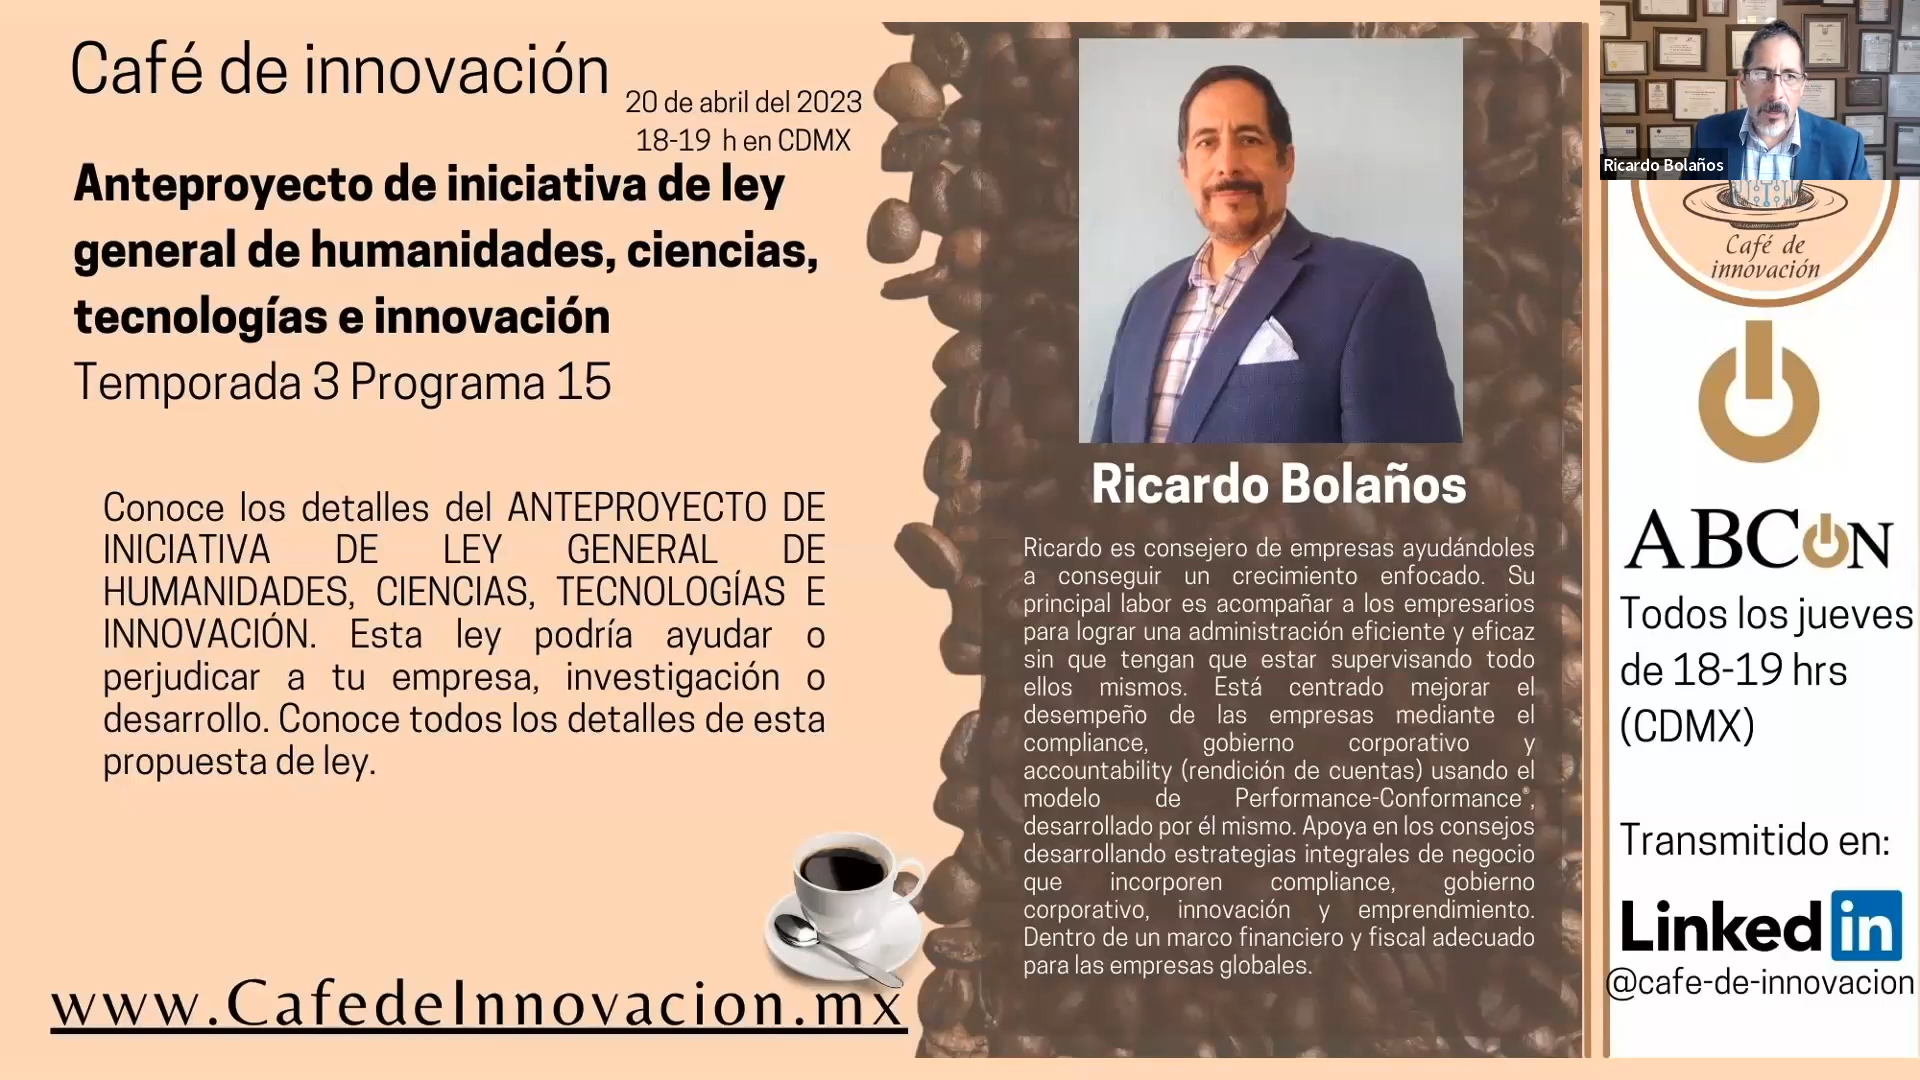 Café de innovación
20 de abril del 2023
18-19 h en CDMX
Anteproyecto de iniciativa de ley
general de humanidades, ciencias,
tecnologías e innovación
Temporada 3 Programa 15
Conoce los detalles del ANTEPROYECTO DE
INICIATIVA DE LEY GENERAL DE
HUMANIDADES, CIENCIAS, TECNOLOGÍAS E
INNOVACIÓN. Esta ley podría ayudar o
perjudicar a tu empresa, investigación o
desarrollo. Conoce todos los detalles de esta
propuesta de ley.
www.CafedeInnovacion.mx
Ricardo Bolaños
Ricardo es consejero de empresas ayudándoles
a conseguir un crecimiento enfocado. Su
principal labor es acompañar a los empresarios
para lograr una administración eficiente y eficaz
sin que tengan que estar supervisando todo
ellos mismos. Está centrado mejorar el
desempeño de las empresas mediante el
compliance, gobierno corporativo y
accountability (rendición de cuentas) usando el
modelo de Performance-Conformance®,
desarrollado por él mismo. Apoya en los consejos
desarrollando estrategias integrales de negocio
que incorporen compliance, gobierno
corporativo, innovación y emprendimiento.
Dentro de un marco financiero y fiscal adecuado
para las empresas globales.
Ricardo Bolaños
Café de
innovación
ABCON
Todos los jueves
de 18-19 hrs
(CDMX)
Transmitido en:
Linked in
@cafe-de-innovacion